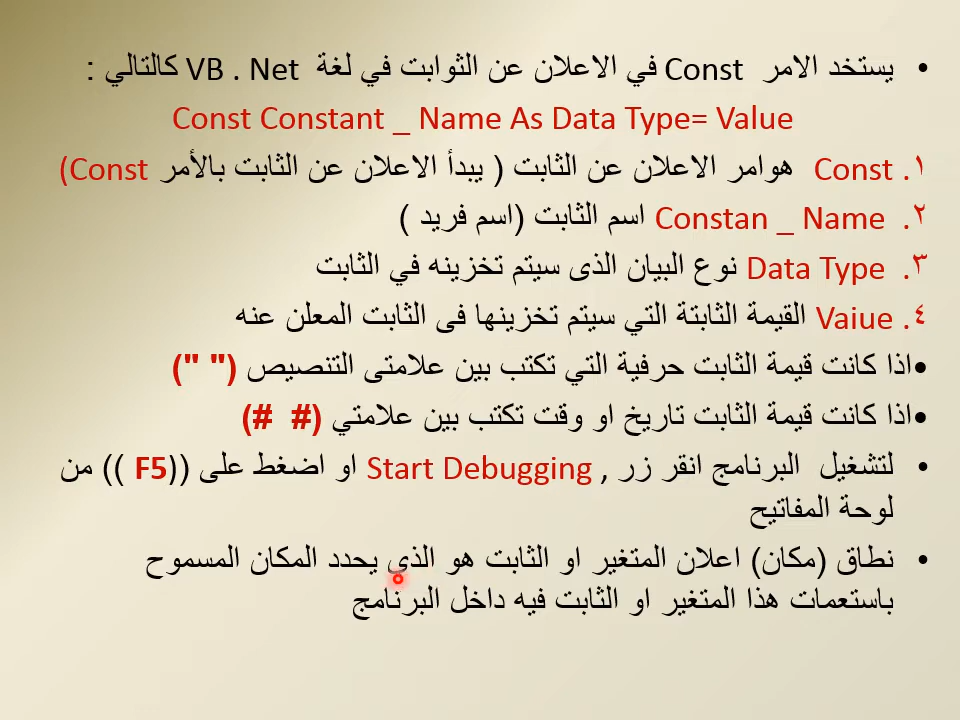 • يستخد الامر Const في الاعلان عن الثوابت في لغة VB . Net كالتالي :
Const Constant _ Name As Data Type= Value
١. Const هوامر الاعلان عن الثابت ( يبدأ الاعلان عن الثابت بالأمر Const)
٢. Constan _ Name اسم الثابت (اسم فريد )
٣. Data Type نوع البيان الذى سيتم تخزينه في الثابت
٤. Vaiue القيمة الثابتة التي سيتم تخزينها فى الثابت المعلن عنه
•اذا كانت قيمة الثابت حرفية التي تكتب بين علامتى التنصيص (" ")
•اذا كانت قيمة الثابت تاريخ او وقت تكتب بين علامتي (# #)
• لتشغيل البرنامج انقر زر , Start Debugging او اضغط على ((F5 )) من
لوحة المفاتيح
• نطاق (مكان) اعلان المتغير او الثابت هو الذي يحدد المكان المسموح
باستعمات هذا المتغير او الثابت فيه داخل البرنامج